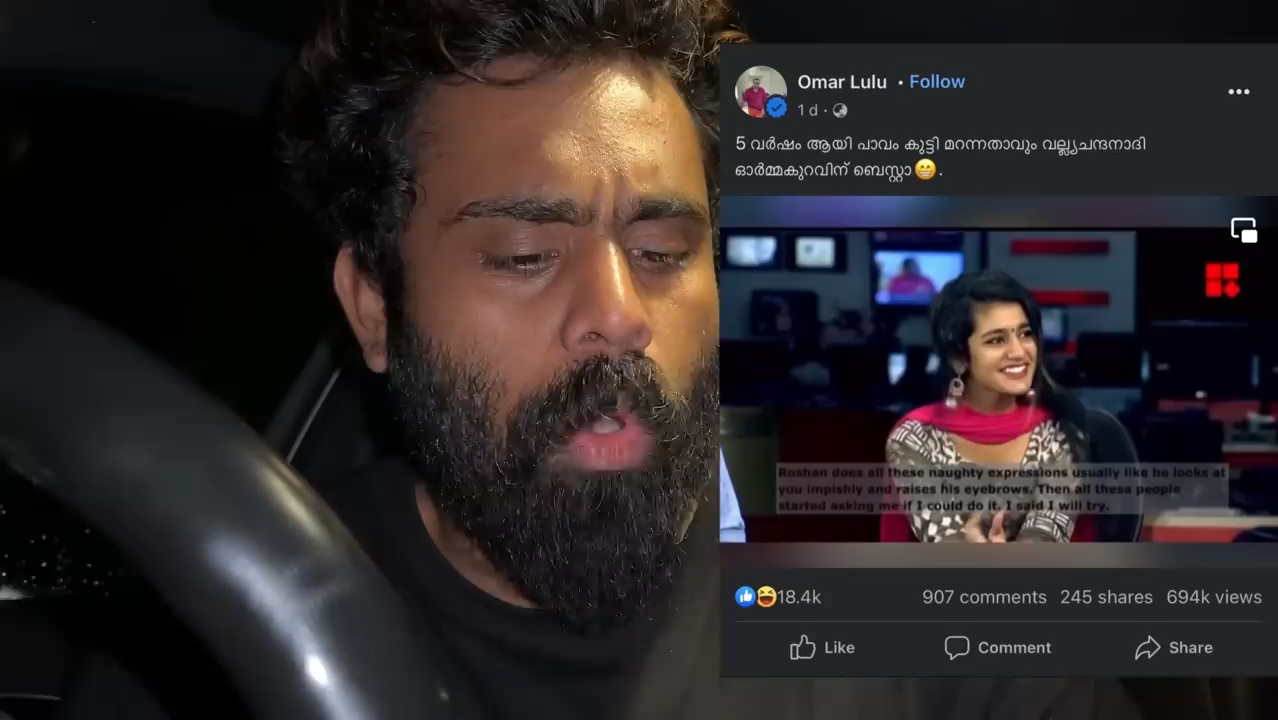 Omar Lulu · Follow
1 d ·
5 വർഷം ആയി പാവം കുട്ടി മറന്നതാവും വല്ല്യചന്ദനാദി
ഓർമ്മകുറവിന് ബെസ്റ്റാ😁.
Roshan does all these naughty expressions usually like he looks at
you impishly and raises his eyebrows. Then all these people
started asking me if I could do it. I said I will try.
18.4k 907 comments 245 shares 694k views
Like Comment Share